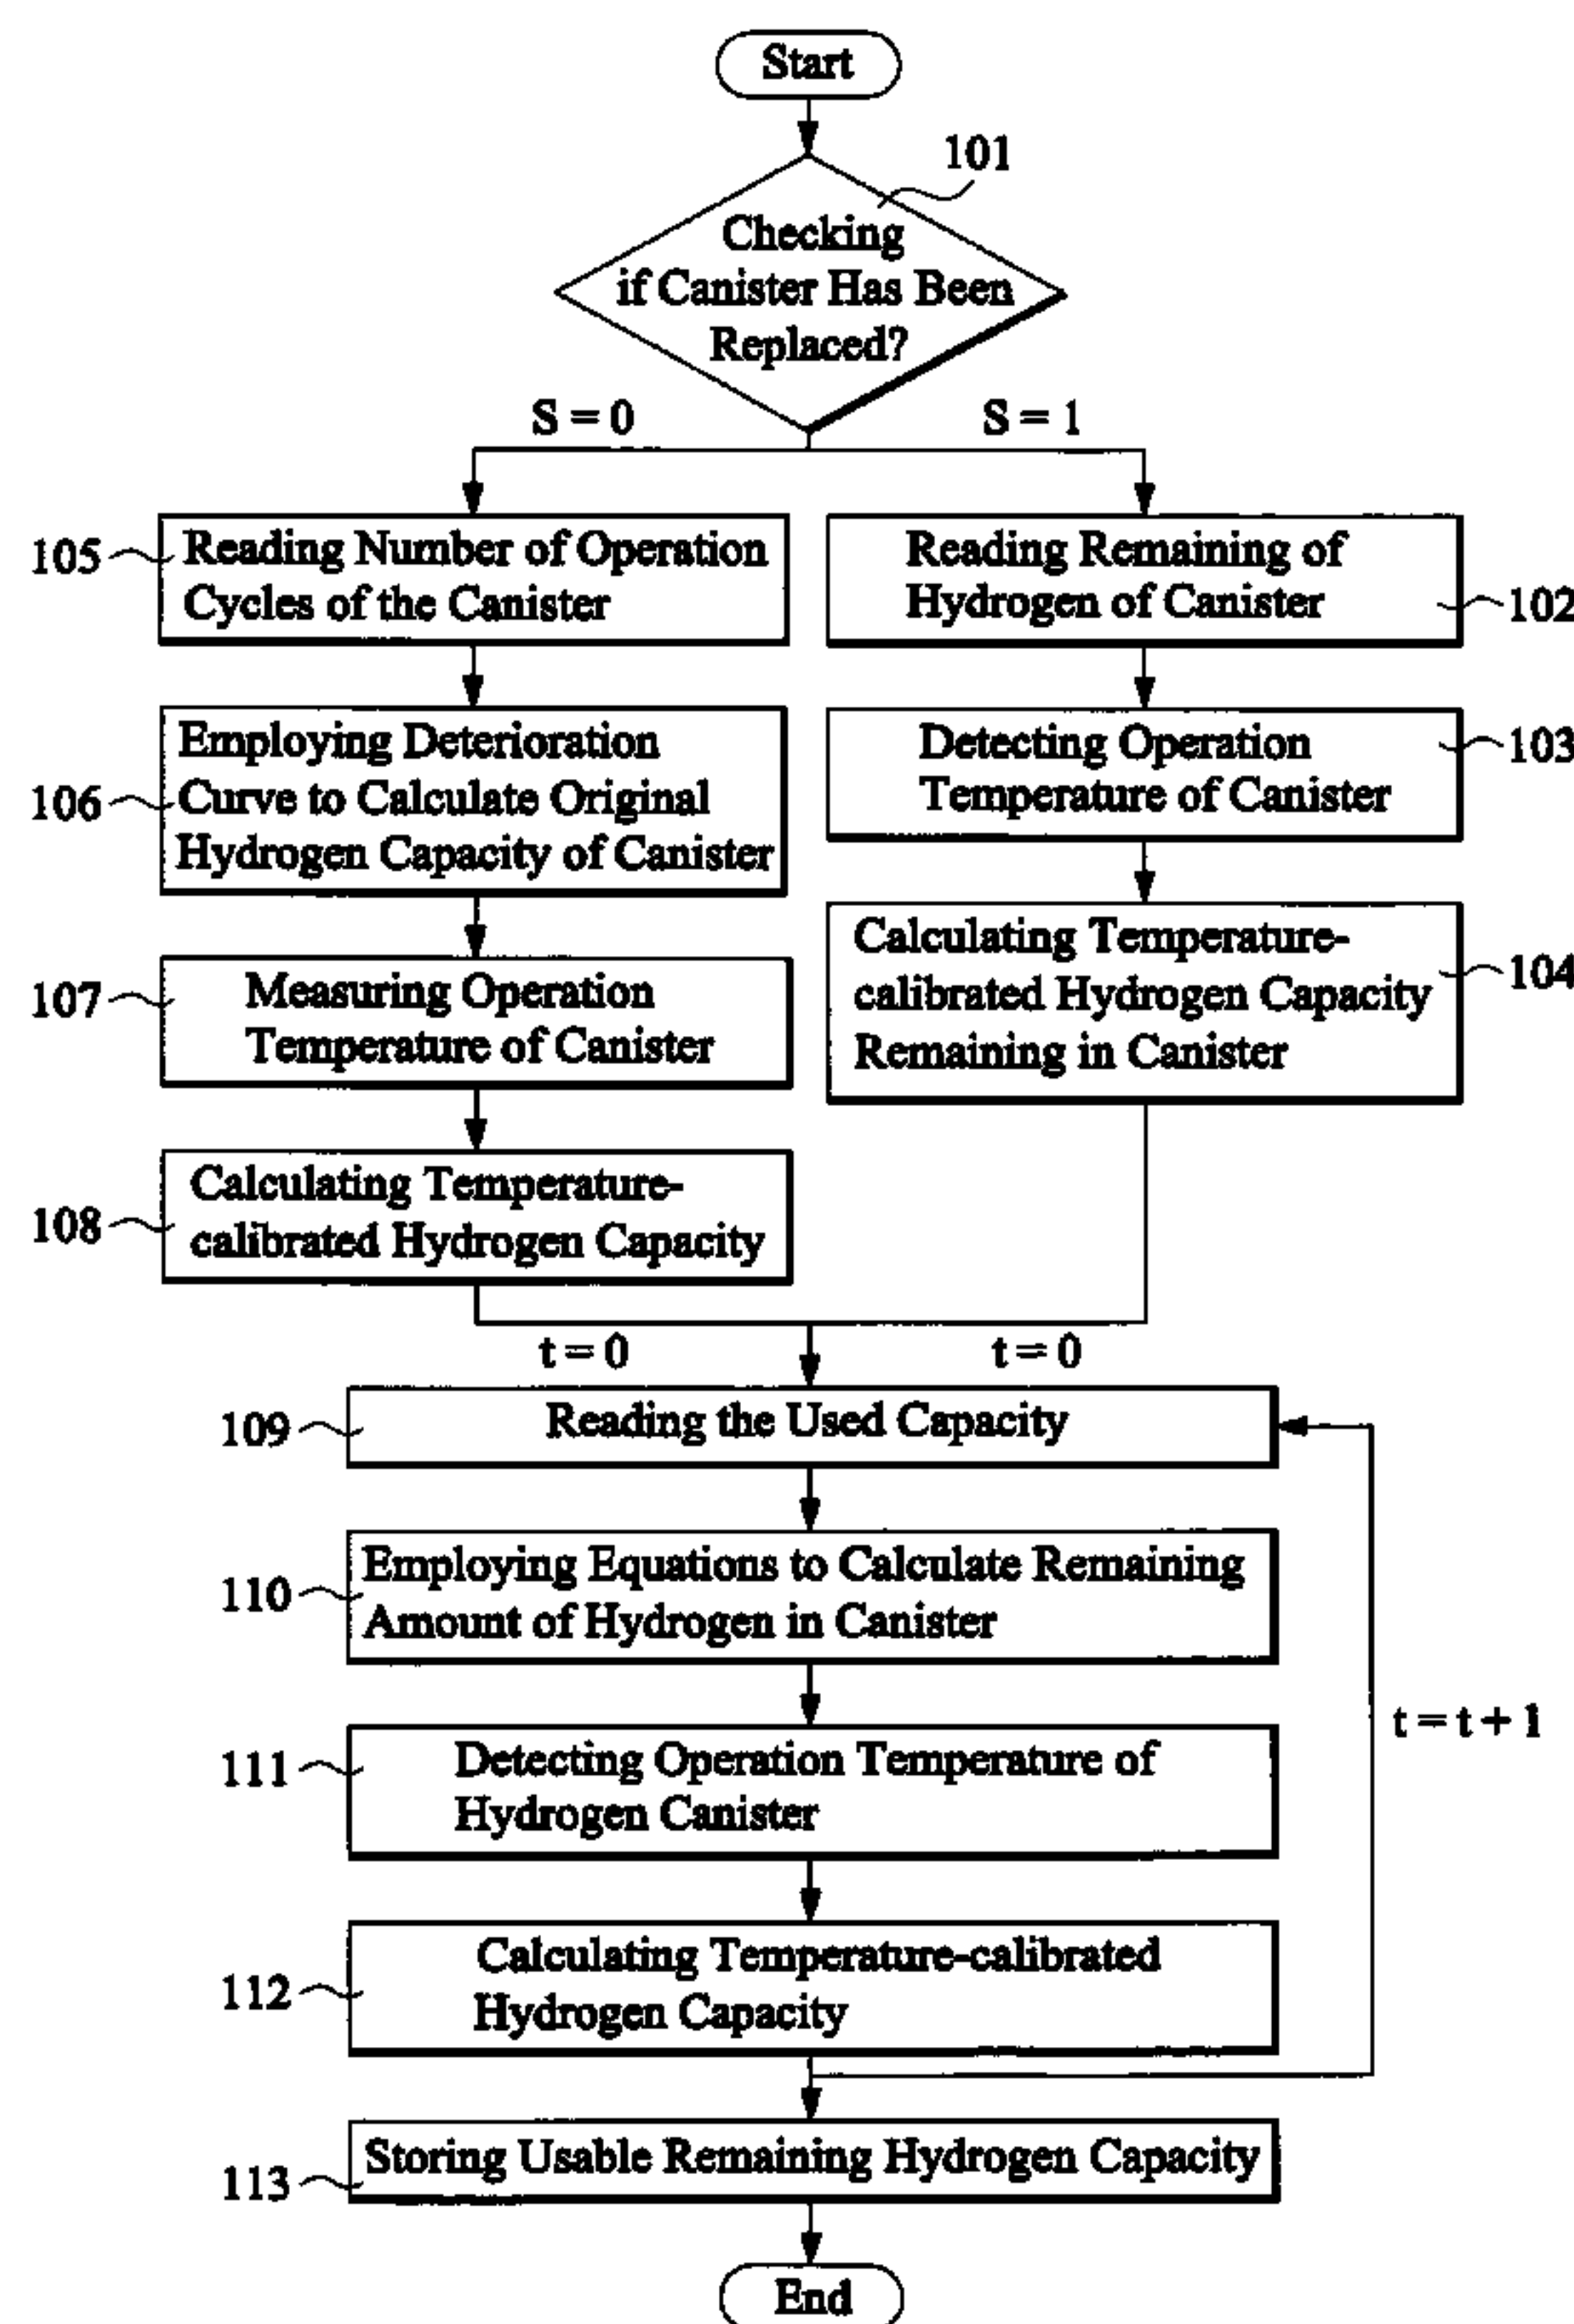 Start
101
Checking
if Canister Has Been
Replaced?
S = 0
S = 1
105
Reading Number of Operation
Cycles of the Canister
Reading Remaining of
Hydrogen of Canister
102
106
Employing Deterioration
Curve to Calculate Original
Hydrogen Capacity of Canister
Detecting Operation
Temperature of Canister
103
107
Measuring Operation
Temperature of Canister
Calculating Temperature-
calibrated Hydrogen Capacity
Remaining in Canister
104
108
Calculating Temperature-
calibrated Hydrogen Capacity
t = 0
t = 0
109
Reading the Used Capacity
110
Employing Equations to Calculate Remaining
Amount of Hydrogen in Canister
t = t + 1
111
Detecting Operation Temperature of
Hydrogen Canister
112
Calculating Temperature-calibrated
Hydrogen Capacity
113
Storing Usable Remaining Hydrogen Capacity
End